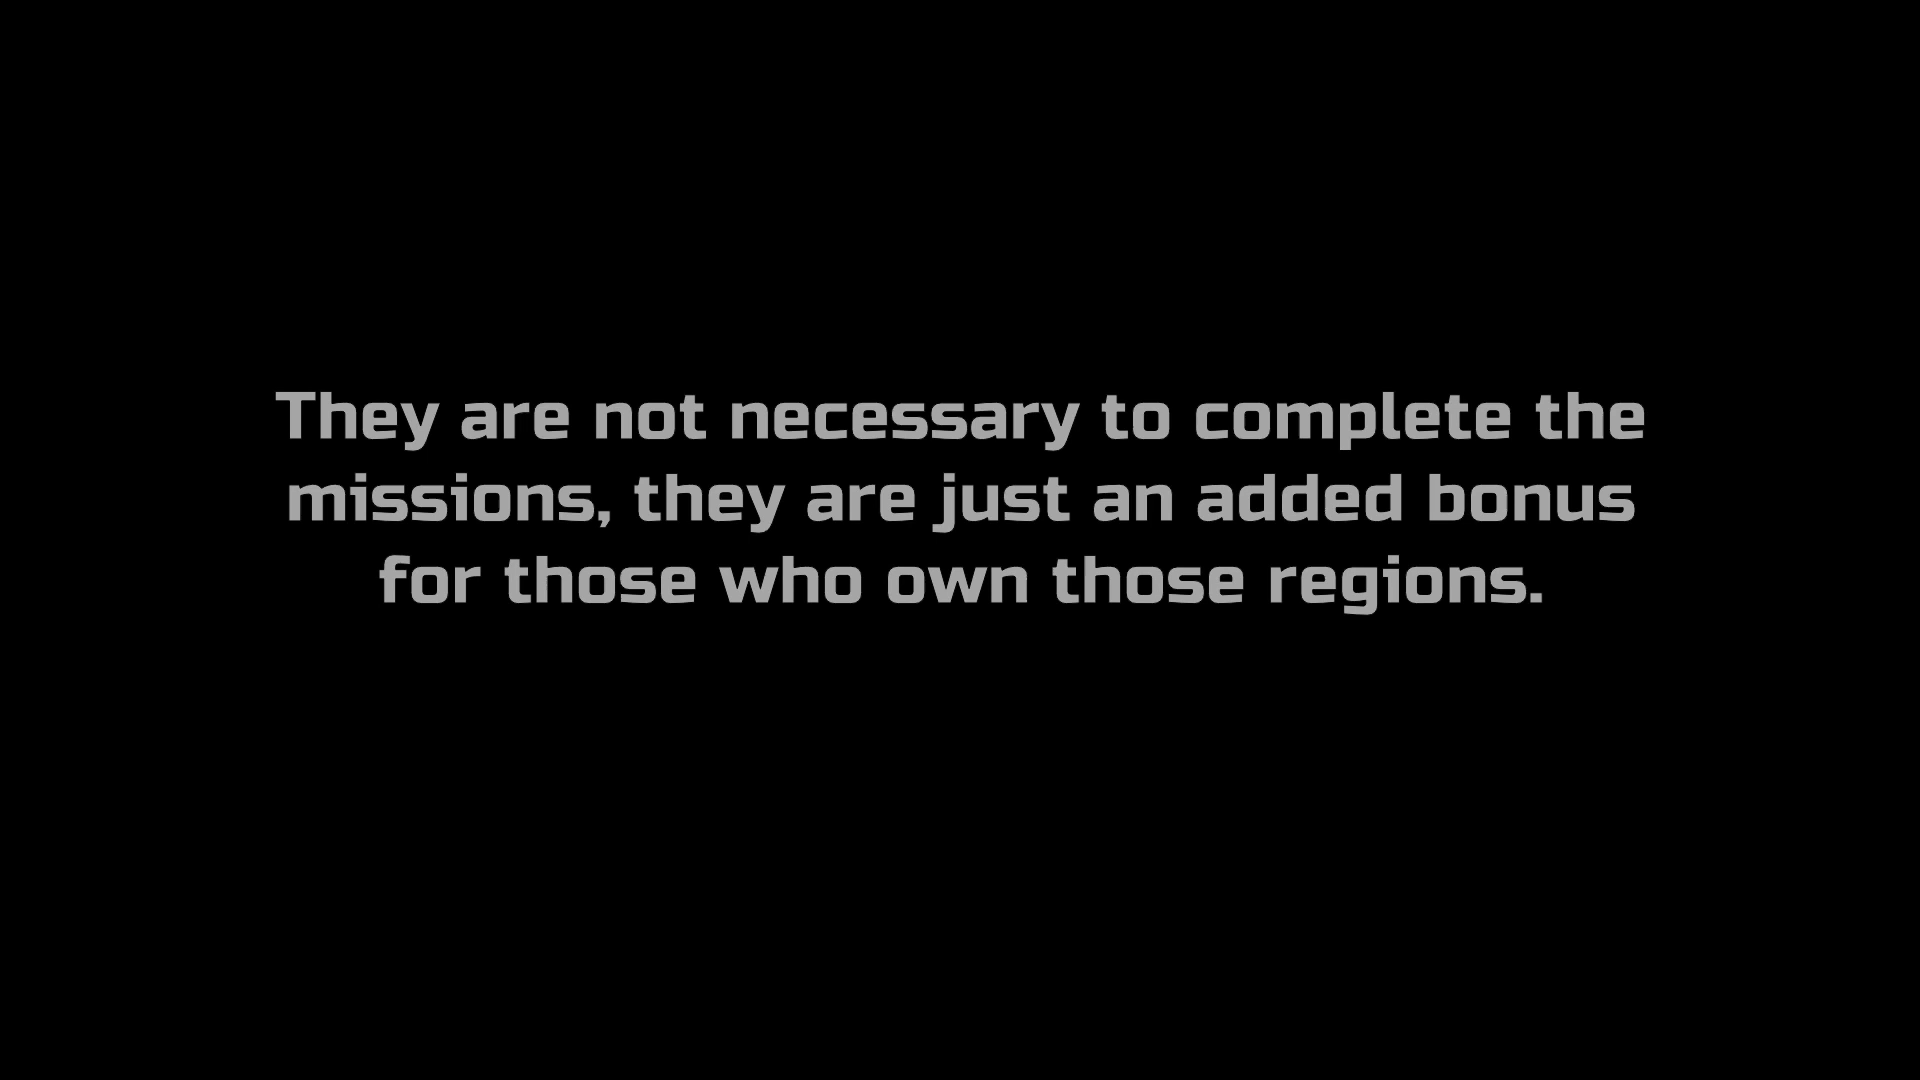 They are not necessary to complete the
missions, they are just an added bonus
for those who own those regions.